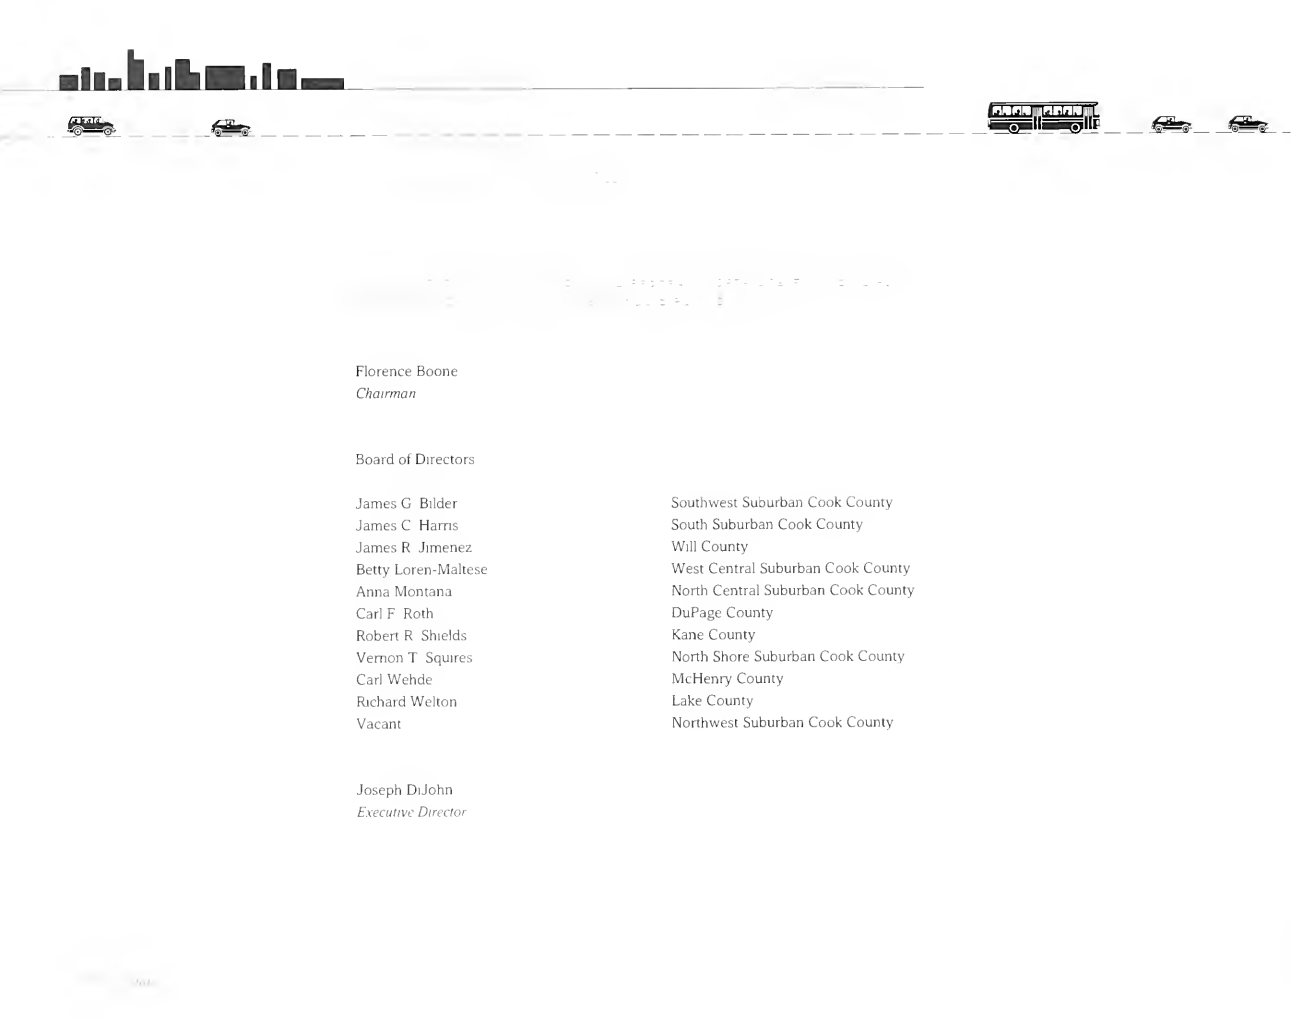 Florence Boone
Chairman
Board of Directors
James G Bilder Southwest Suburban Cook County
James C Harris South Suburban Cook County
James R Jimenez Will County
Betty Loren-Maltese West Central Suburban Cook County
Anna Montana North Central Suburban Cook County
Carl F Roth DuPage County
Robert R Shields Kane County
Vernon T Squires North Shore Suburban Cook County
Carl Wehde McHenry County
Richard Welton Lake County
Vacant Northwest Suburban Cook County
Joseph DiJohn
Executive Director